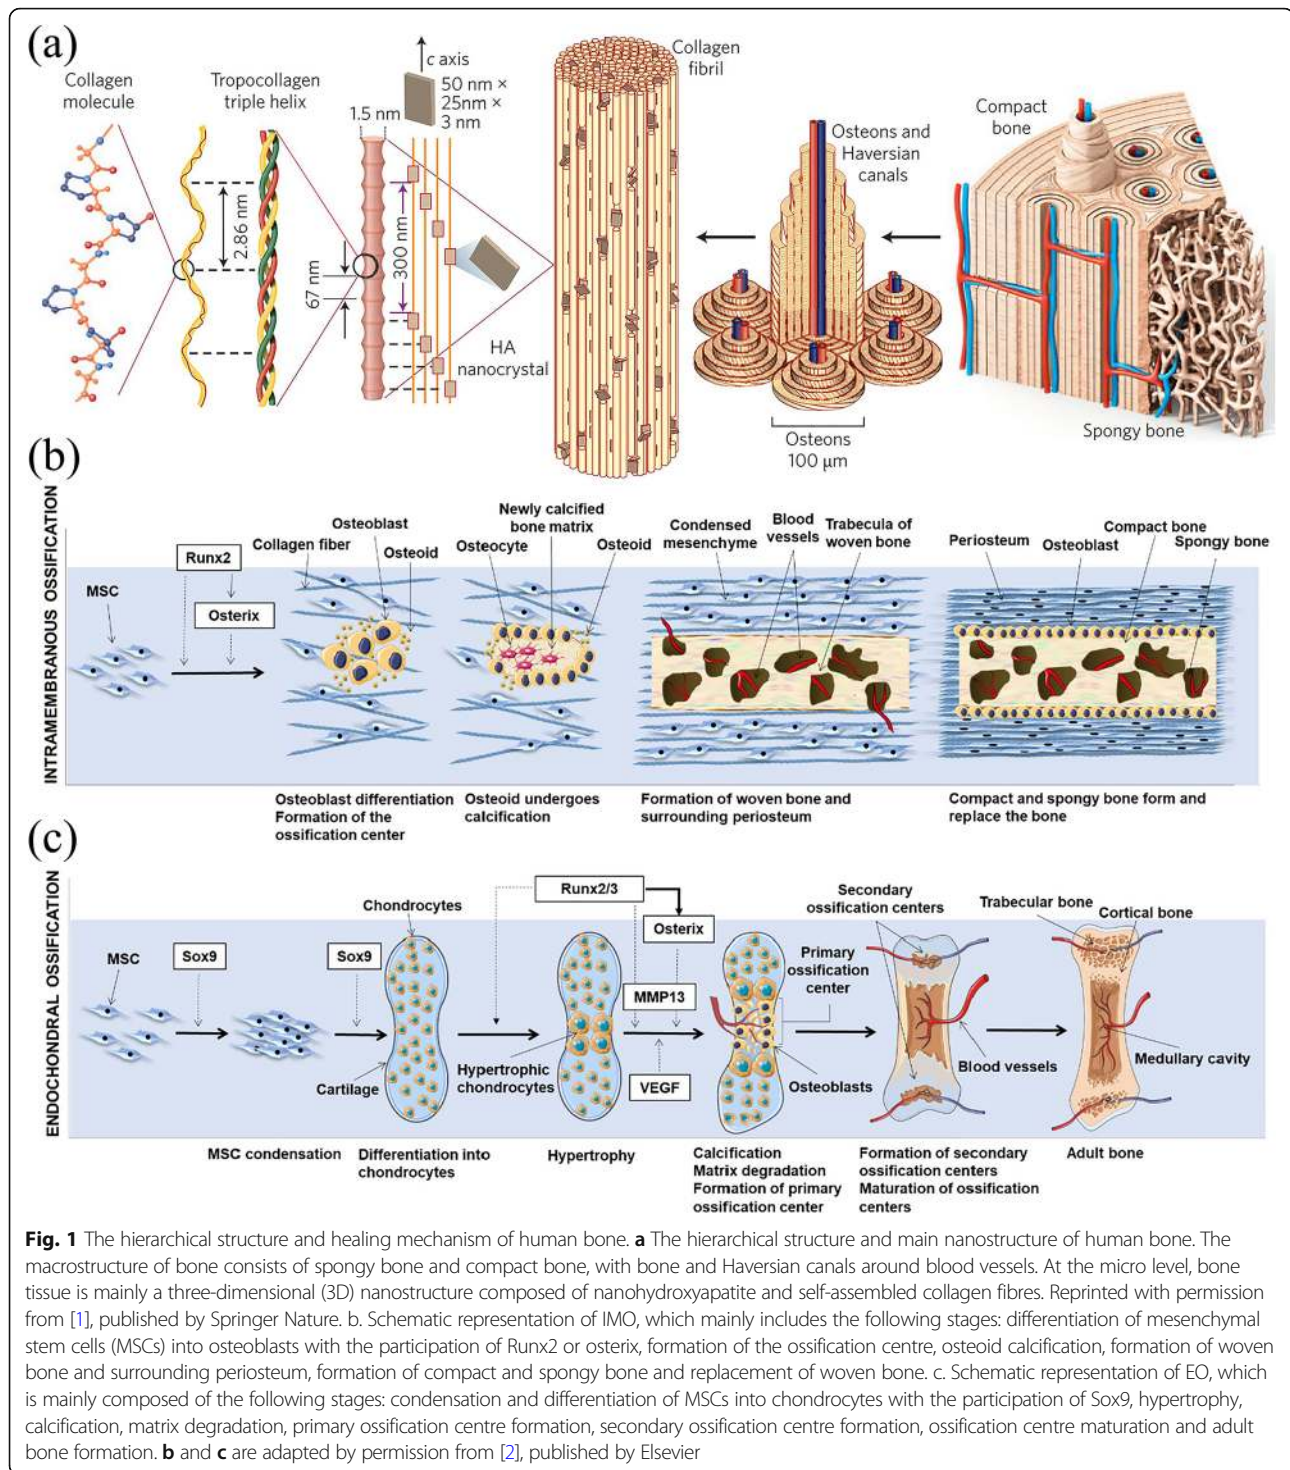 (a)
Collagen
molecule
Tropocollagen
triple helix
2.86 nm
1.5 nm
67 nm
c axis
50 nm ×
25nm ×
3 nm
300 nm
HA
nanocrystal
Collagen
fibril
Osteons and
Haversian
canals
Osteons
100 µm
Compact
bone
Spongy bone
(b)
INTRAMEMBRANOUS OSSIFICATION
MSC
Runx2
Osterix
Collagen fiber
Osteoblast
Osteoid
Newly calcified
bone matrix
Osteocyte
Osteoid
Condensed
mesenchyme
Blood
vessels
Trabecula of
woven bone
Periosteum
Osteoblast
Compact bone
Spongy bone
Osteoblast differentiation
Formation of the
ossification center
Osteoid undergoes
calcification
Formation of woven bone and
surrounding periosteum
Compact and spongy bone form and
replace the bone
(c)
ENDOCHONDRAL OSSIFICATION
MSC
Sox9
Sox9
Chondrocytes
Cartilage
Runx2/3
Osterix
MMP13
VEGF
Hypertrophic
chondrocytes
Primary
ossification
center
Osteoblasts
Secondary
ossification centers
Blood vessels
Trabecular bone
Cortical bone
Medullary cavity
MSC condensation
Differentiation into
chondrocytes
Hypertrophy
Calcification
Matrix degradation
Formation of primary
ossification center
Formation of secondary
ossification centers
Maturation of ossification
centers
Adult bone
Fig. 1 The hierarchical structure and healing mechanism of human bone. a The hierarchical structure and main nanostructure of human bone. The
macrostructure of bone consists of spongy bone and compact bone, with bone and Haversian canals around blood vessels. At the micro level, bone
tissue is mainly a three-dimensional (3D) nanostructure composed of nanohydroxyapatite and self-assembled collagen fibres. Reprinted with permission
from [1], published by Springer Nature. b. Schematic representation of IMO, which mainly includes the following stages: differentiation of mesenchymal
stem cells (MSCs) into osteoblasts with the participation of Runx2 or osterix, formation of the ossification centre, osteoid calcification, formation of woven
bone and surrounding periosteum, formation of compact and spongy bone and replacement of woven bone. c. Schematic representation of EO, which
is mainly composed of the following stages: condensation and differentiation of MSCs into chondrocytes with the participation of Sox9, hypertrophy,
calcification, matrix degradation, primary ossification centre formation, secondary ossification centre formation, ossification centre maturation and adult
bone formation. b and c are adapted by permission from [2], published by Elsevier